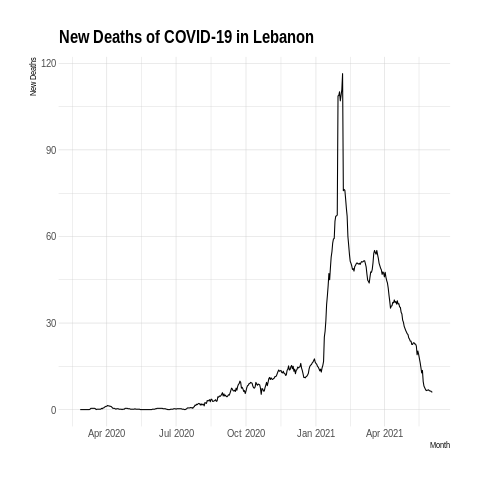 New Deaths of COVID-19 in Lebanon
New Deaths
120
90
60
30
0
Apr 2020 Jul 2020 Oct 2020 Jan 2021 Apr 2021
Month